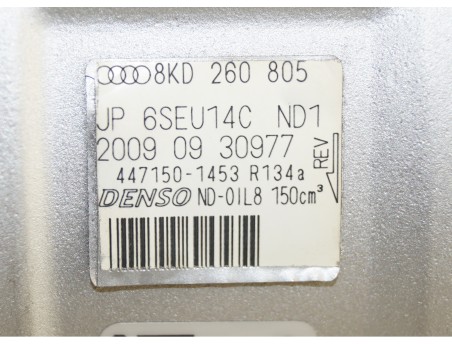 8KD 260 805
JP 6SEU14C ND1
2009 09 30977
REV
447150-1453 R134a
DENSO ND-OIL8 150cm³